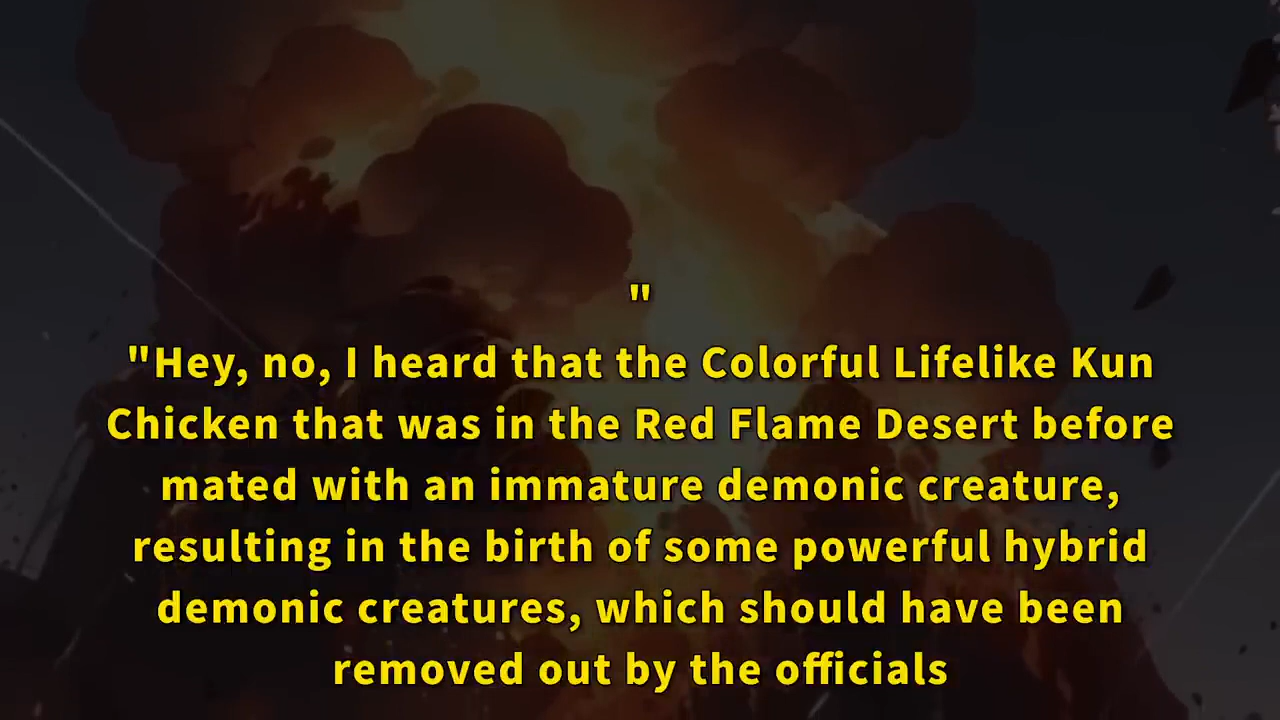 "
"Hey, no, I heard that the Colorful Lifelike Kun
Chicken that was in the Red Flame Desert before
mated with an immature demonic creature,
resulting in the birth of some powerful hybrid
demonic creatures, which should have been
removed out by the officials